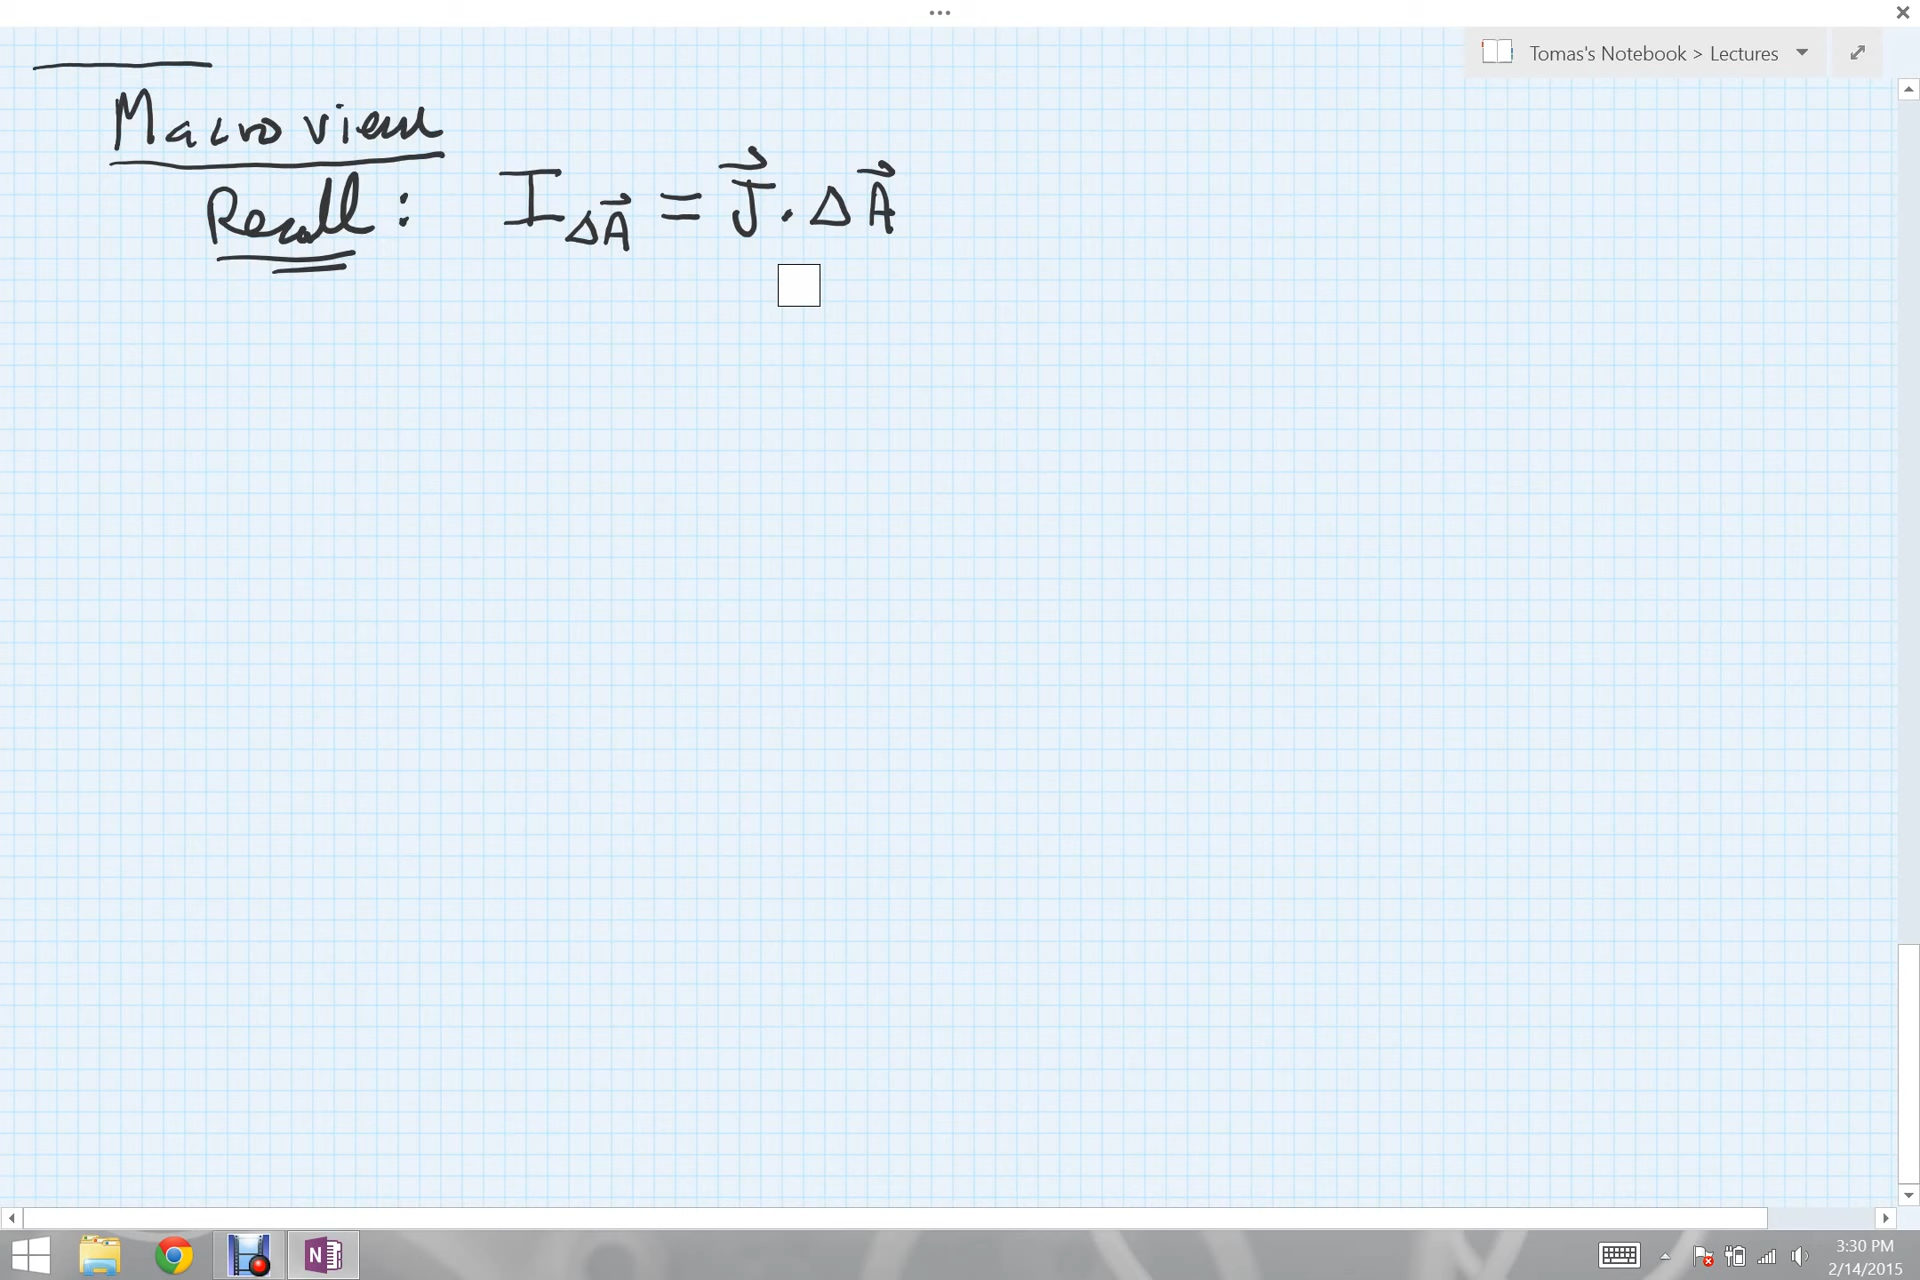 Tomas's Notebook > Lectures
Macro view
Recall: I_ΔA⃗ = J⃗ · ΔA⃗
N
3:30 PM
2/14/2015